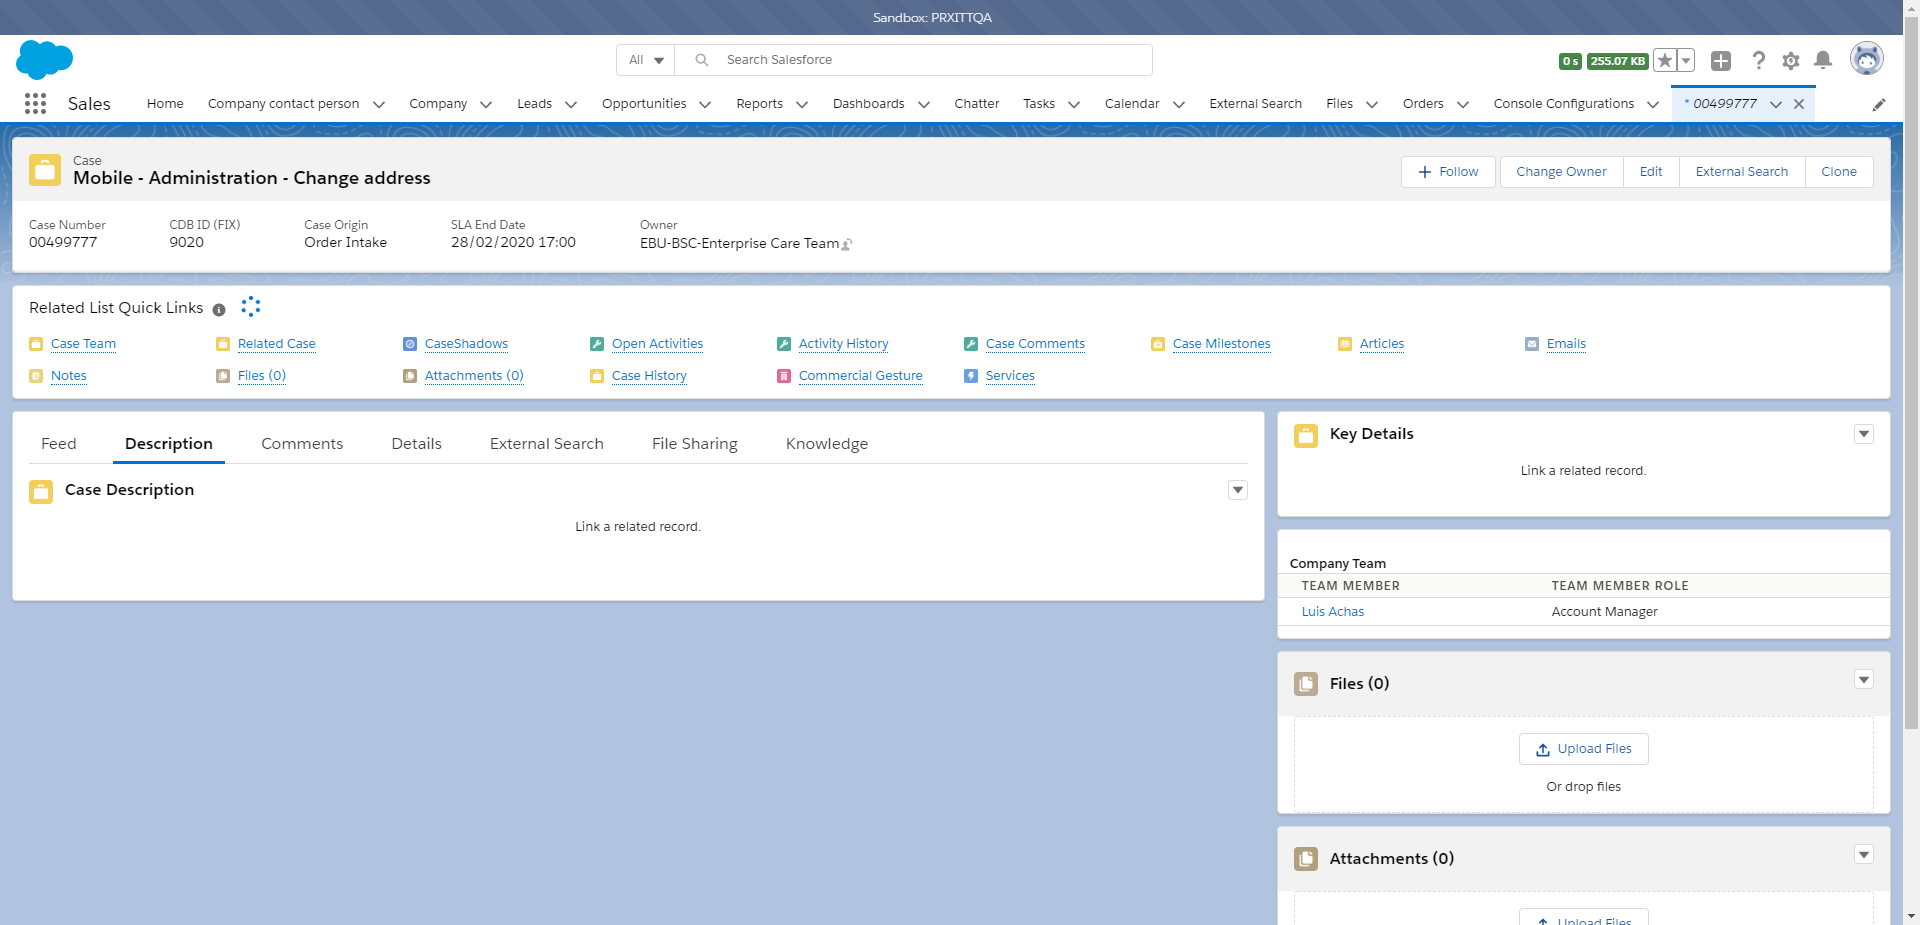 Sandbox: PRXITTQA
All
Search Salesforce
0 s 255.07 KB
Sales Home Company contact person Company Leads Opportunities Reports Dashboards Chatter Tasks Calendar External Search Files Orders Console Configurations * 00499777
Case
Mobile - Administration - Change address
Follow Change Owner Edit External Search Clone
Case Number CDB ID (FIX) Case Origin SLA End Date Owner
00499777 9020 Order Intake 28/02/2020 17:00 EBU-BSC-Enterprise Care Team
Related List Quick Links
Case Team Related Case CaseShadows Open Activities Activity History Case Comments Case Milestones Articles Emails
Notes Files (0) Attachments (0) Case History Commercial Gesture Services
Feed Description Comments Details External Search File Sharing Knowledge
Case Description
Link a related record.
Key Details
Link a related record.
Company Team
TEAM MEMBER TEAM MEMBER ROLE
Luis Achas Account Manager
Files (0)
Upload Files
Or drop files
Attachments (0)
Upload Files